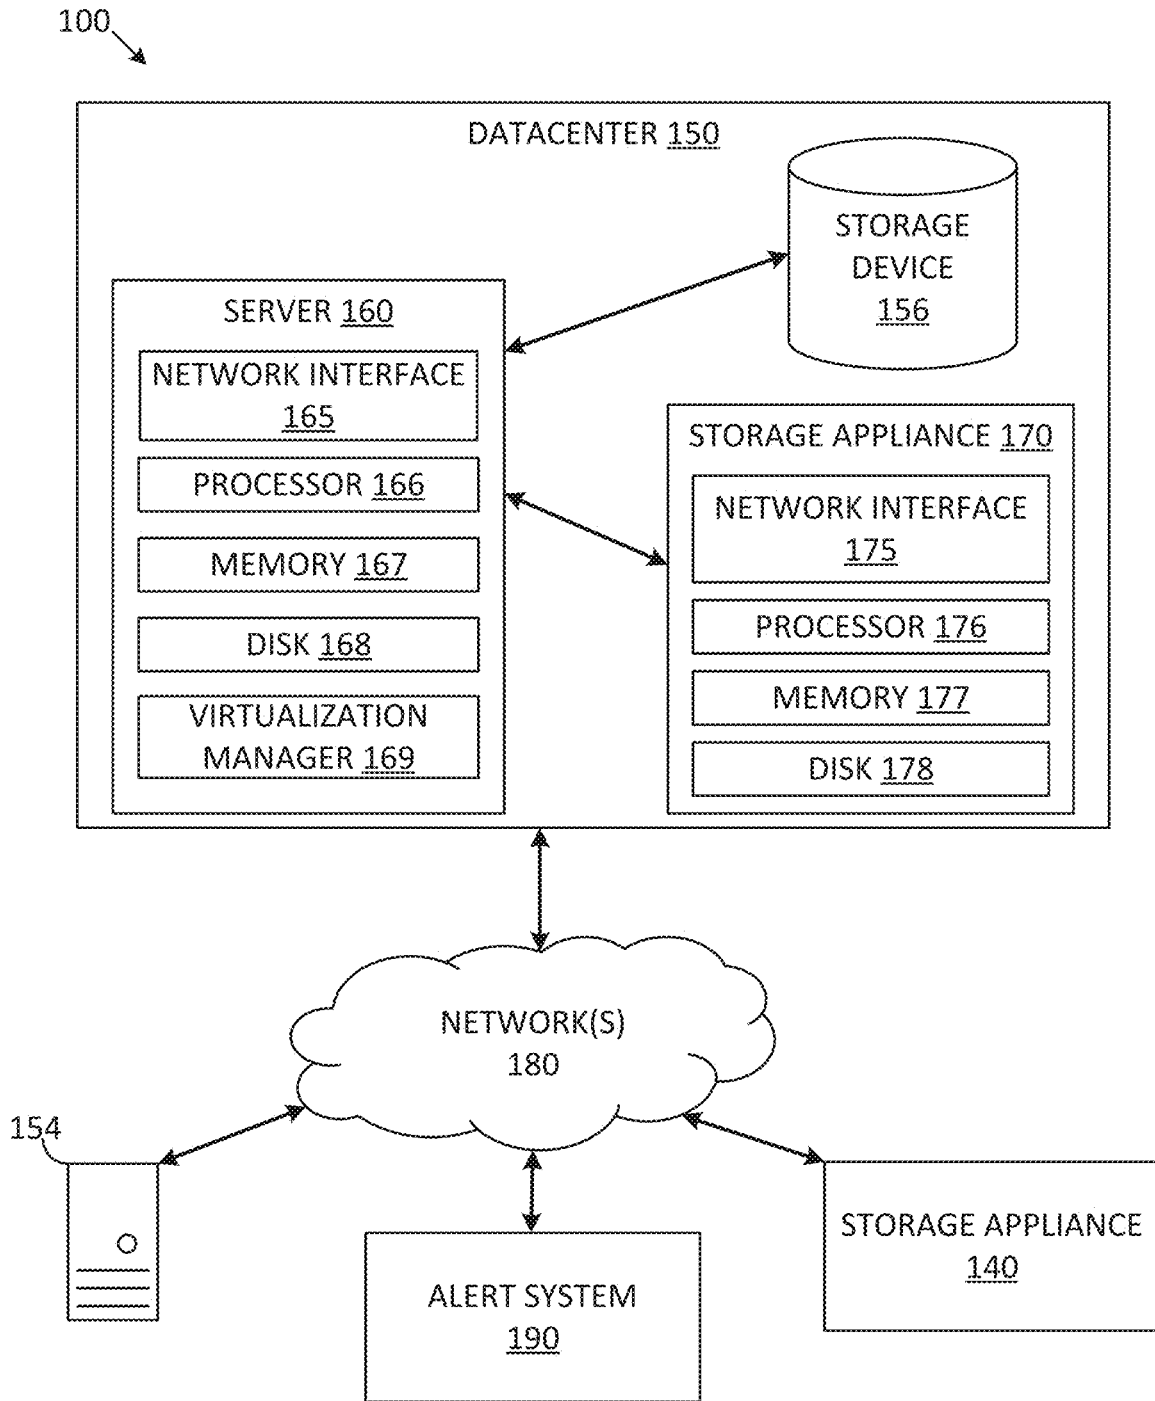 100
DATACENTER 150
STORAGE
DEVICE
156
SERVER 160
NETWORK INTERFACE
165
PROCESSOR 166
MEMORY 167
DISK 168
VIRTUALIZATION
MANAGER 169
STORAGE APPLIANCE 170
NETWORK INTERFACE
175
PROCESSOR 176
MEMORY 177
DISK 178
NETWORK(S)
180
154
ALERT SYSTEM
190
STORAGE APPLIANCE
140